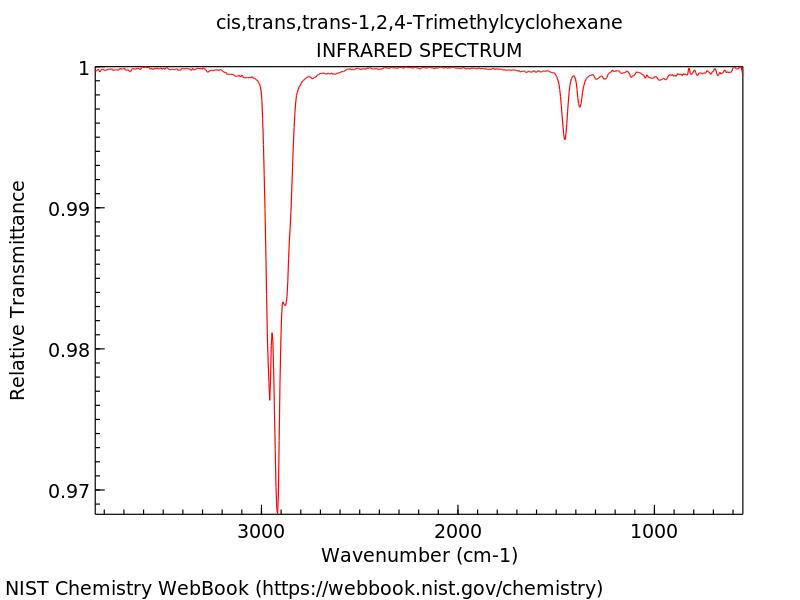 cis,trans,trans-1,2,4-Trimethylcyclohexane
INFRARED SPECTRUM
1
0.99
0.98
0.97
Relative Transmittance
3000 2000 1000
Wavenumber (cm-1)
NIST Chemistry WebBook (https://webbook.nist.gov/chemistry)